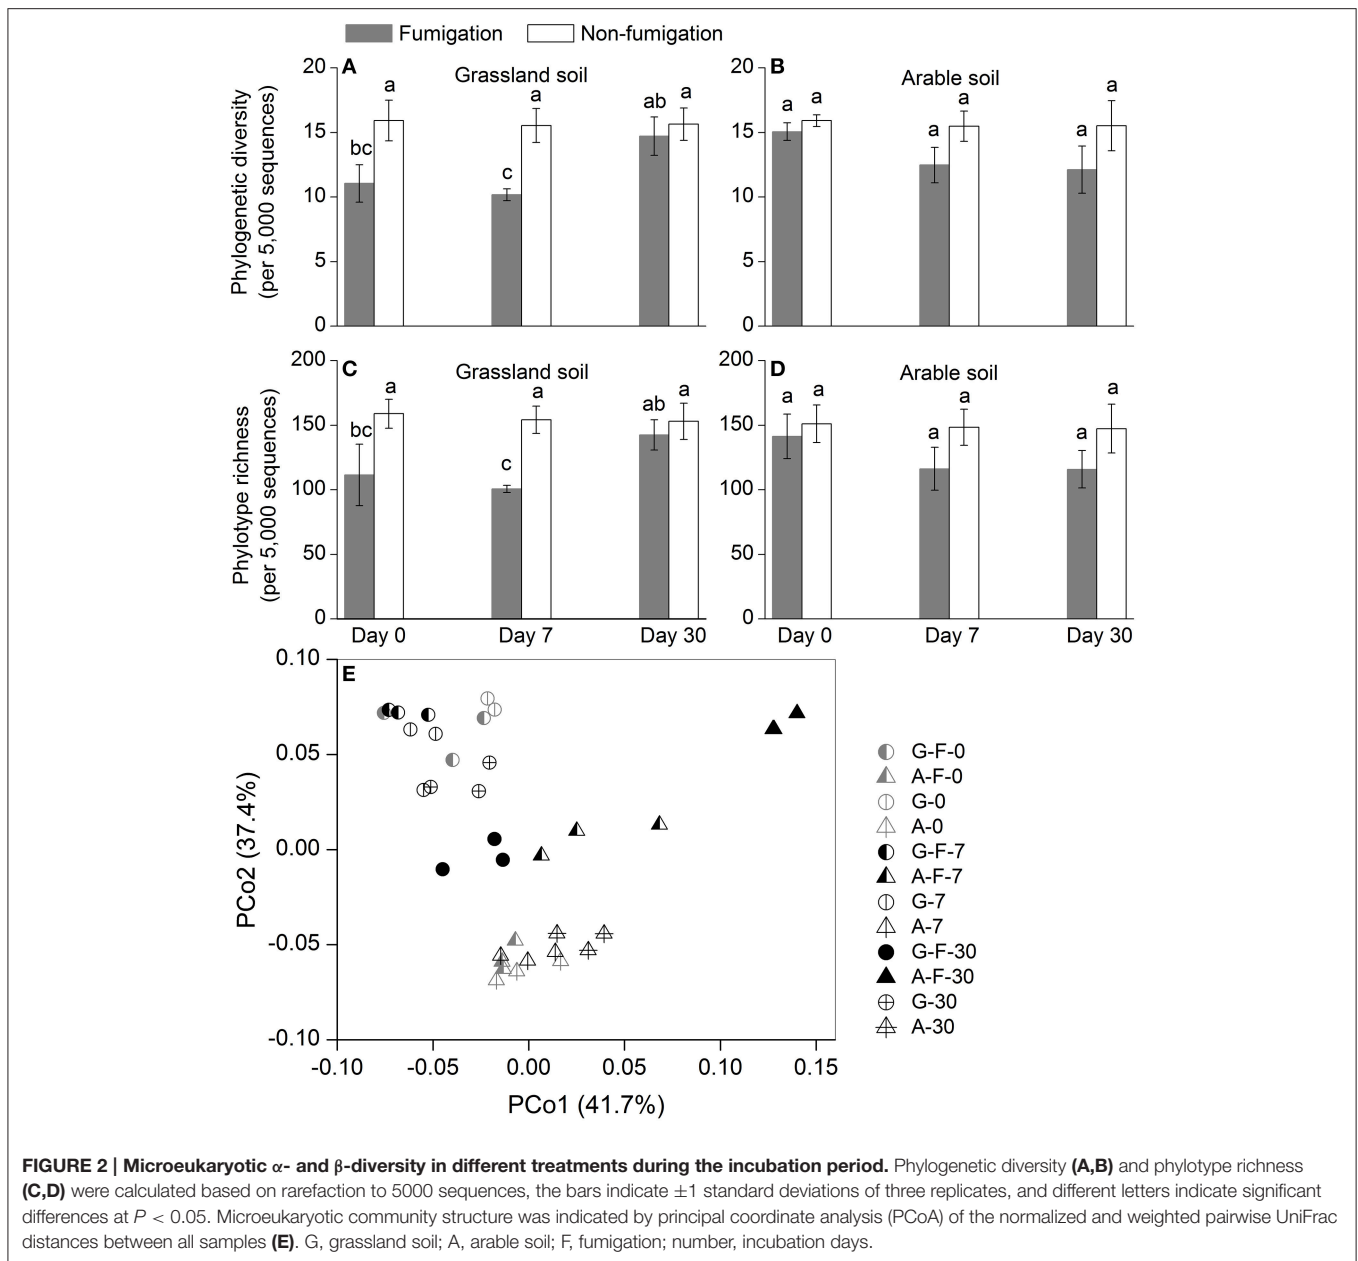 Fumigation Non-fumigation
A Grassland soil
B Arable soil
Phylogenetic diversity
(per 5,000 sequences)
20
15
10
5
0
bc a c a ab a
20
15
10
5
0
a a a a a a
C Grassland soil
D Arable soil
Phylotype richness
(per 5,000 sequences)
200
150
100
50
0
bc a c a ab a
200
150
100
50
0
a a a a a a
Day 0 Day 7 Day 30
Day 0 Day 7 Day 30
E
PCo2 (37.4%)
0.10
0.05
0.00
-0.05
-0.10
-0.10 -0.05 0.00 0.05 0.10 0.15
PCo1 (41.7%)
G-F-0
A-F-0
G-0
A-0
G-F-7
A-F-7
G-7
A-7
G-F-30
A-F-30
G-30
A-30
FIGURE 2 | Microeukaryotic α- and β-diversity in different treatments during the incubation period. Phylogenetic diversity (A,B) and phylotype richness
(C,D) were calculated based on rarefaction to 5000 sequences, the bars indicate ±1 standard deviations of three replicates, and different letters indicate significant
differences at P < 0.05. Microeukaryotic community structure was indicated by principal coordinate analysis (PCoA) of the normalized and weighted pairwise UniFrac
distances between all samples (E). G, grassland soil; A, arable soil; F, fumigation; number, incubation days.